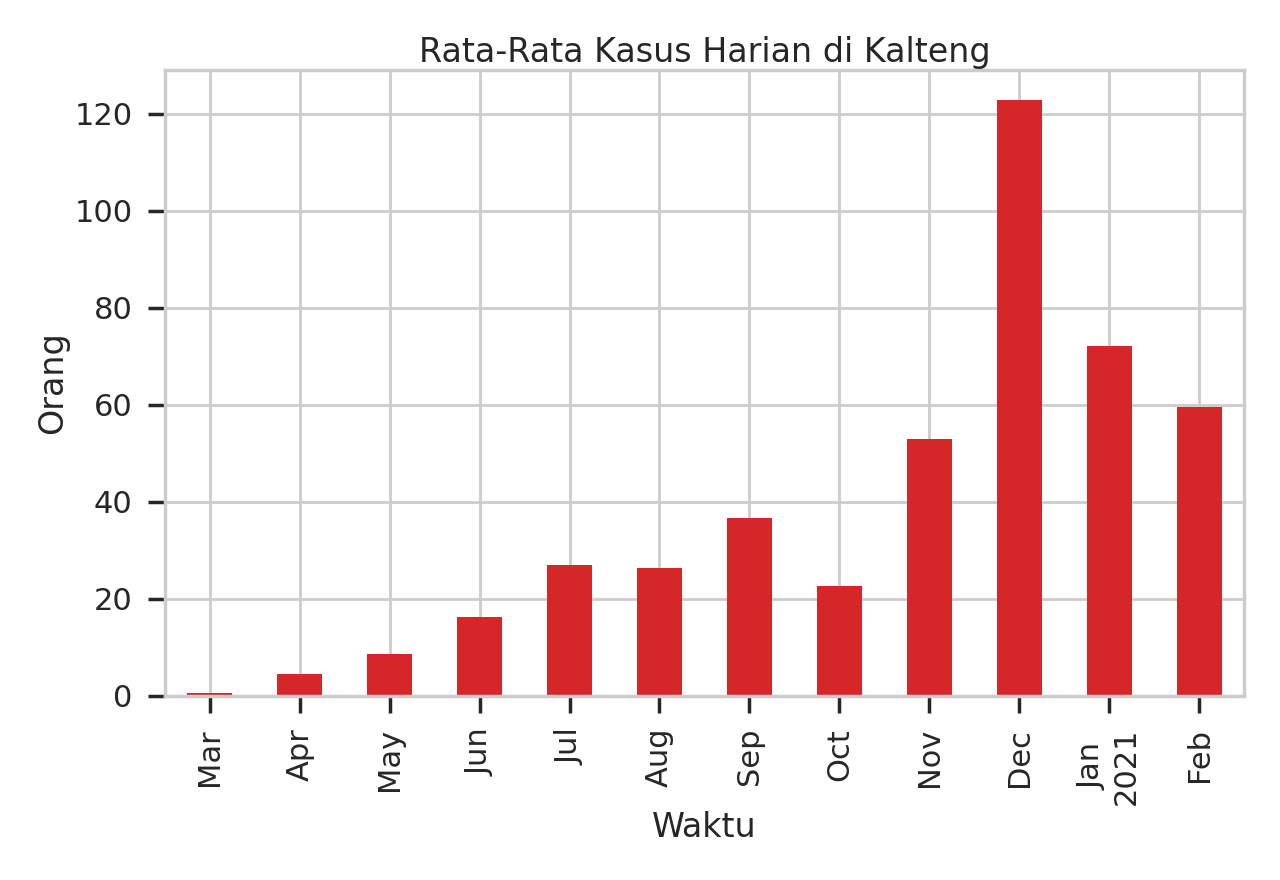 Rata-Rata Kasus Harian di Kalteng
120
100
80
60
40
20
0
Orang
Mar
Apr
May
Jun
Jul
Aug
Sep
Oct
Nov
Dec
Jan
2021
Feb
Waktu